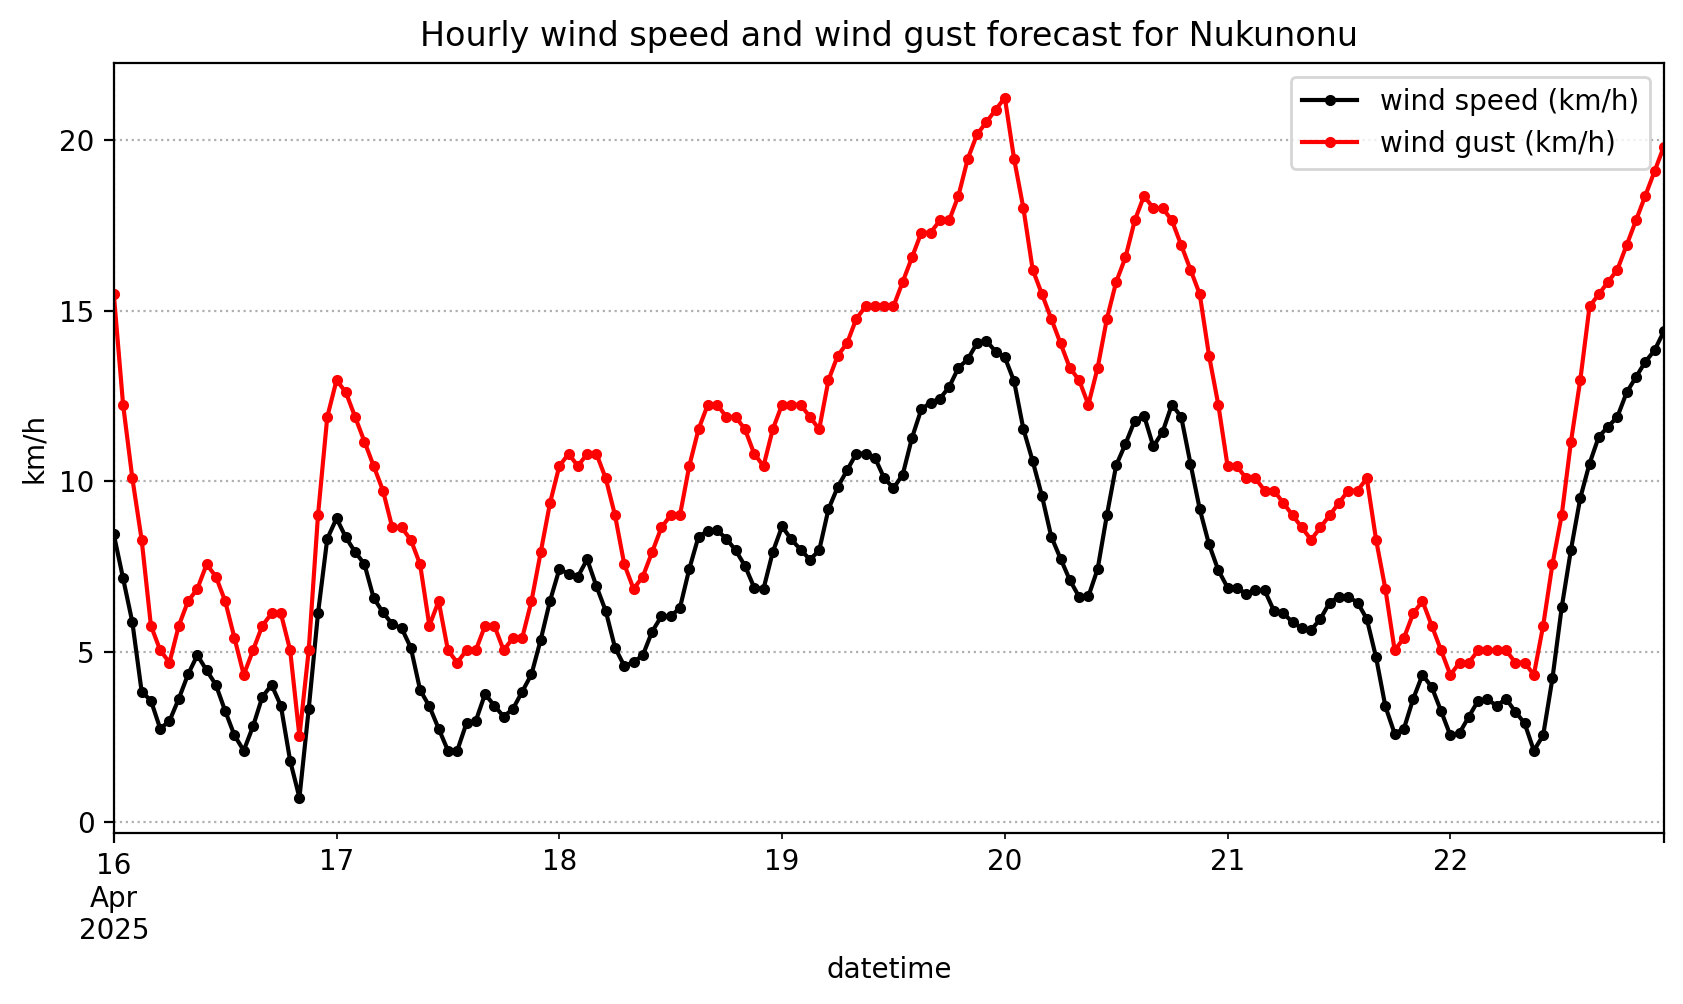 Hourly wind speed and wind gust forecast for Nukunonu
wind speed (km/h)
wind gust (km/h)
km/h
20
15
10
5
0
16 17 18 19 20 21 22
Apr
2025
datetime